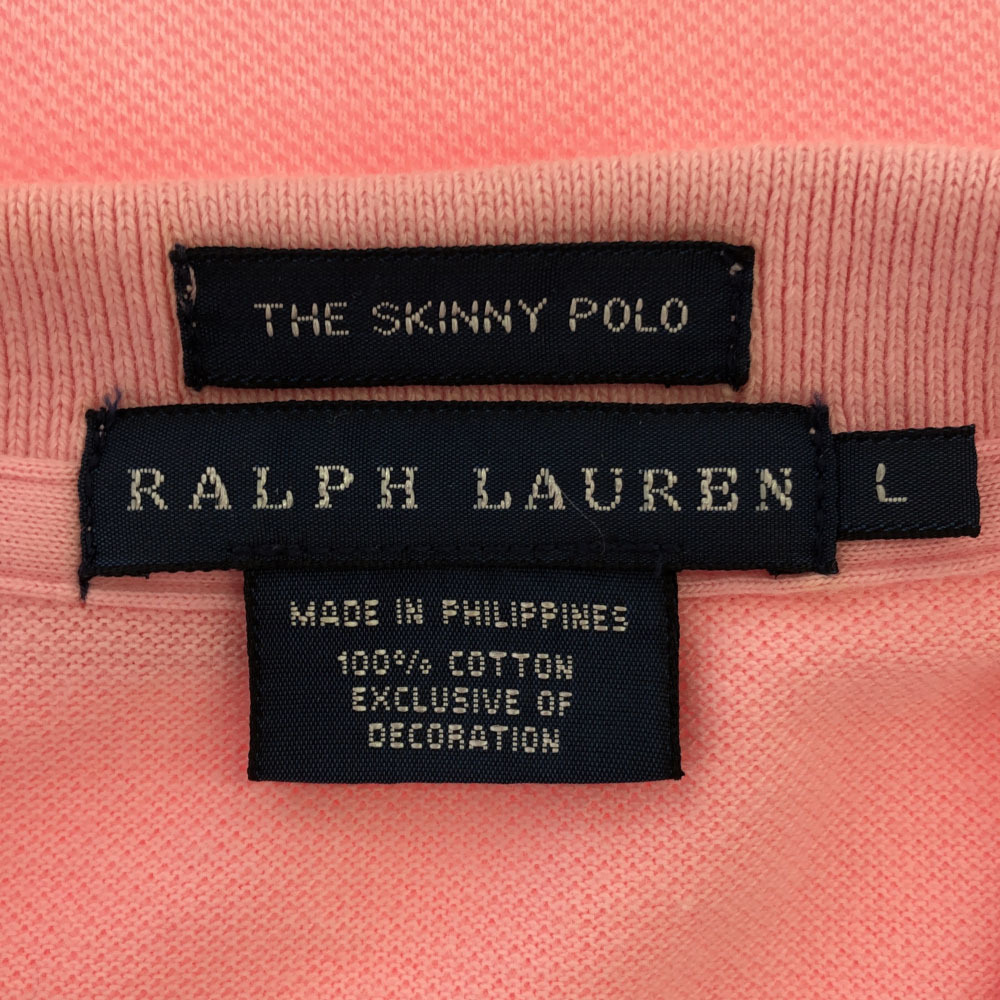 THE SKINNY POLO
RALPH LAUREN
L
MADE IN PHILIPPINES
100% COTTON
EXCLUSIVE OF
DECORATION